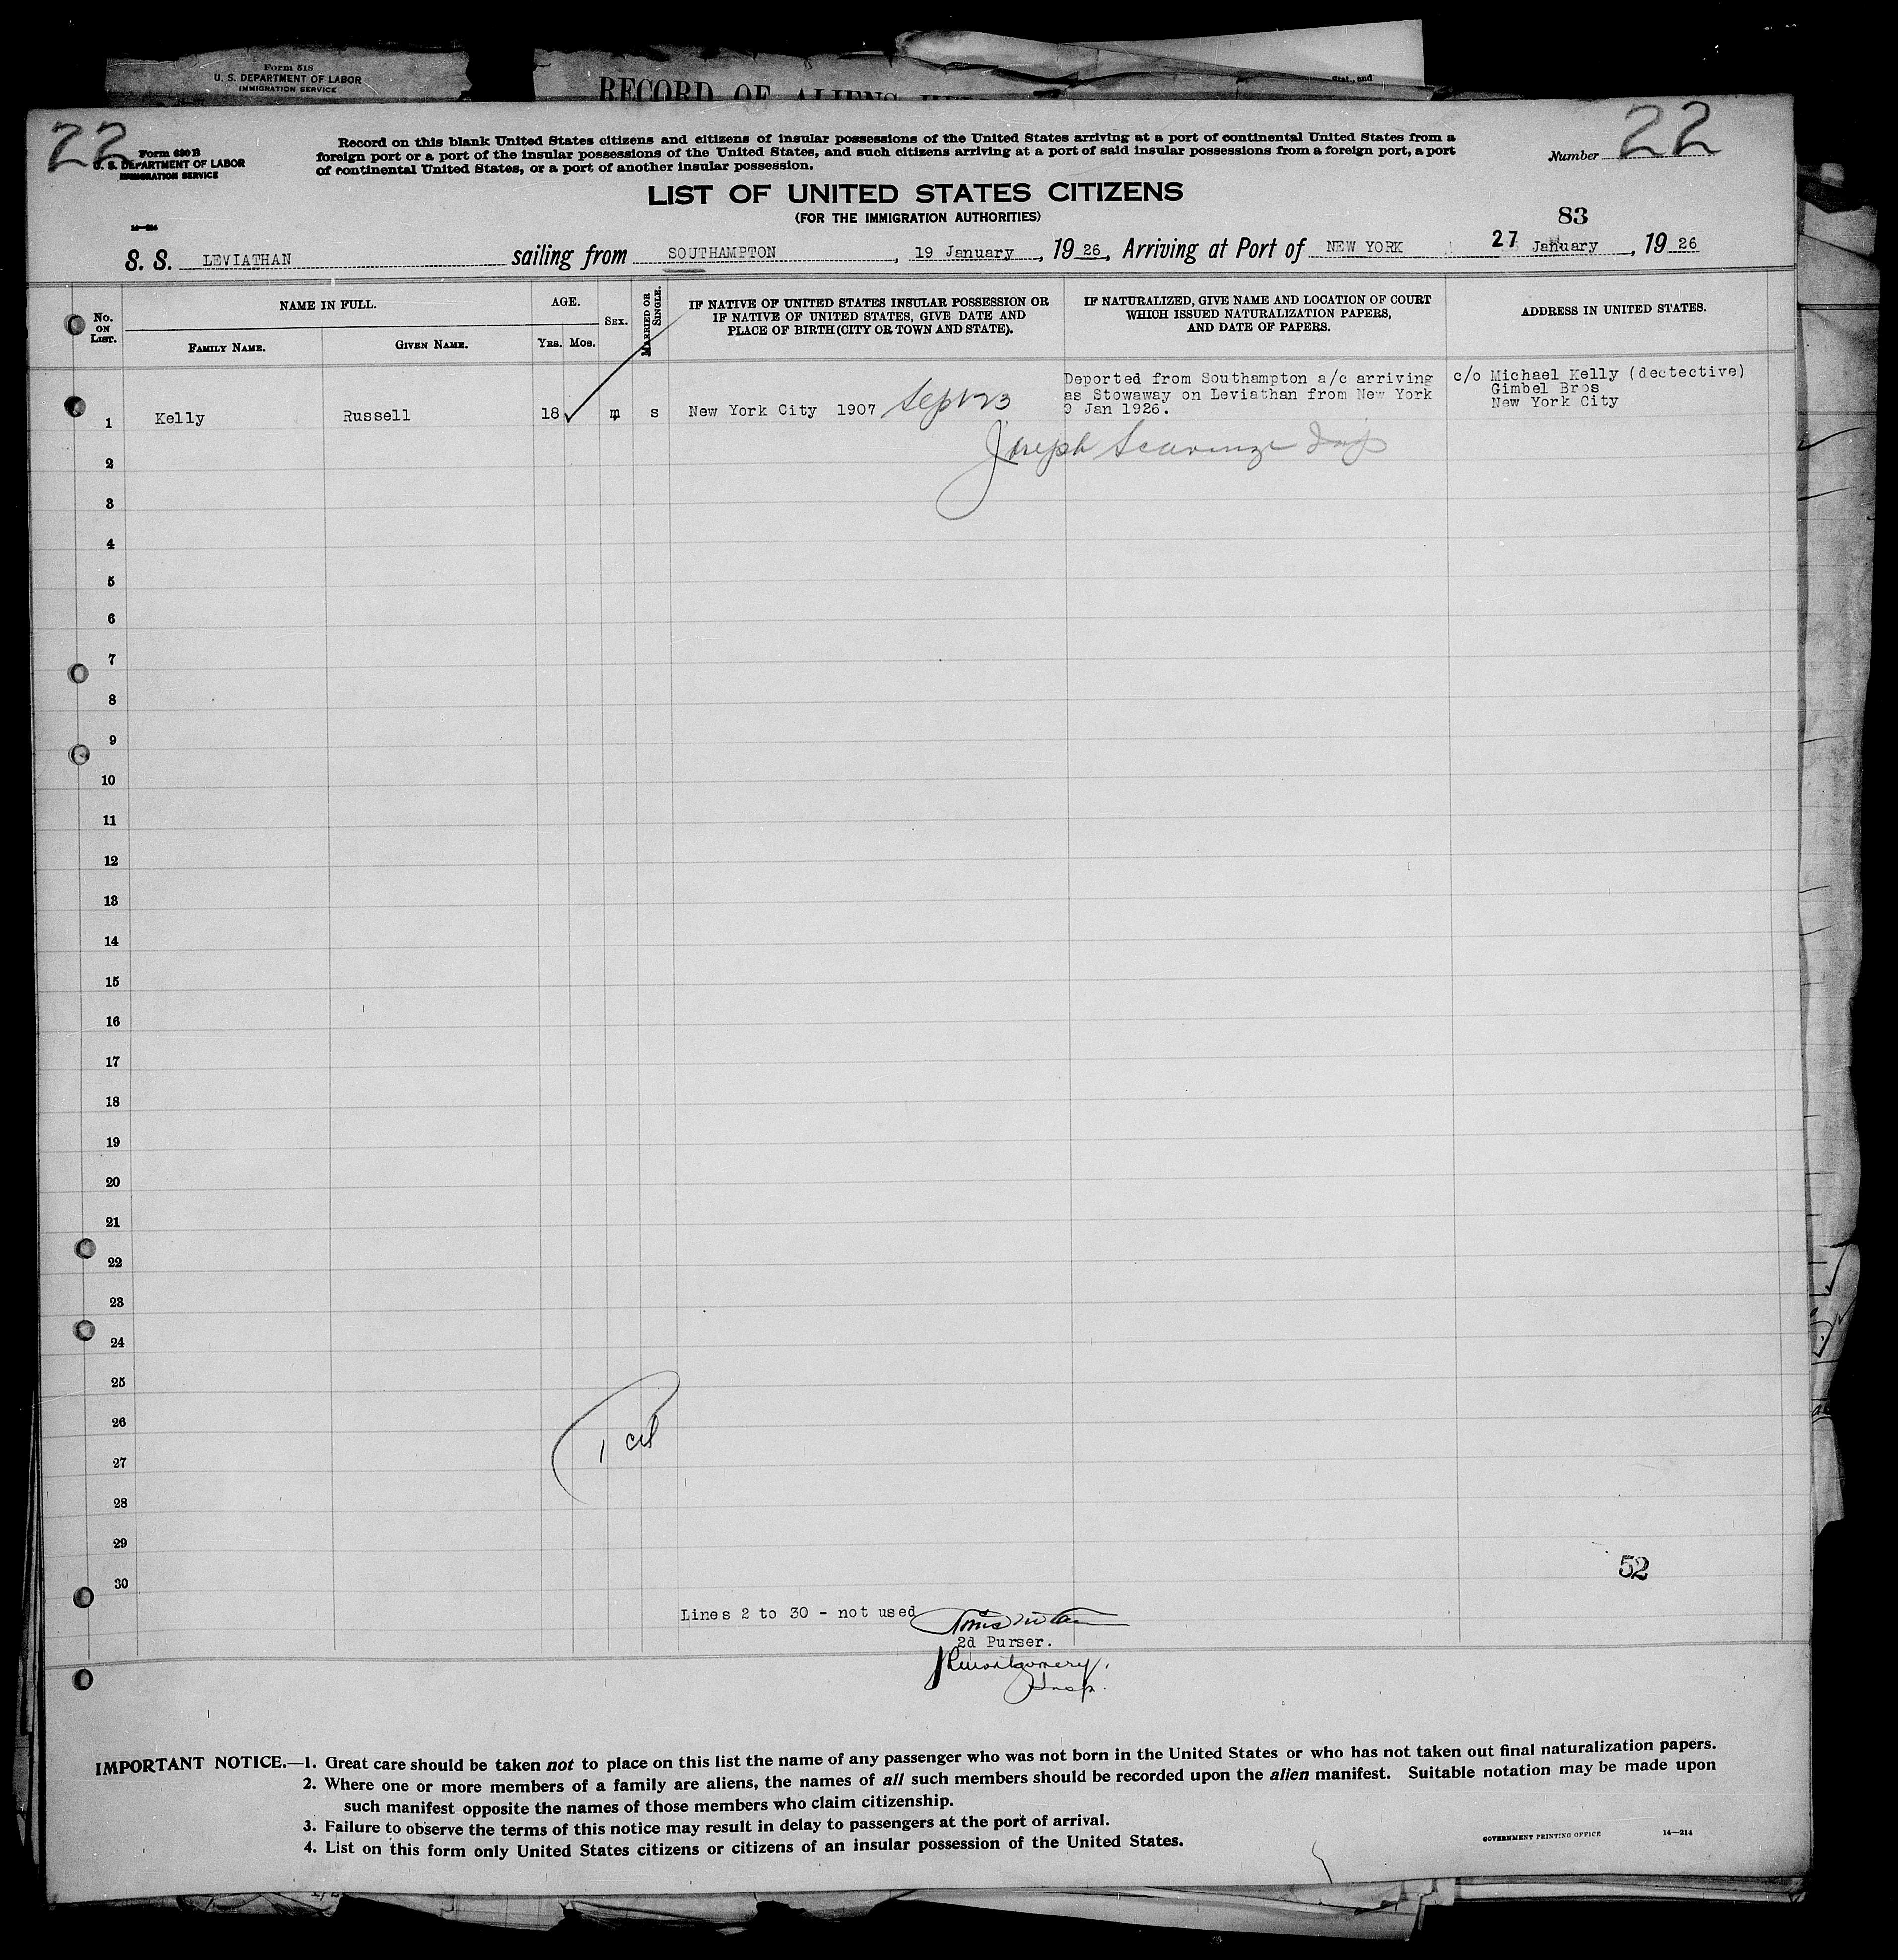 Form 518
U. S. DEPARTMENT OF LABOR
IMMIGRATION SERVICE
RECORD OF ALIENS
Stat., and
22
Form 630 B
U. S. DEPARTMENT OF LABOR
IMMIGRATION SERVICE
Record on this blank United States citizens and citizens of insular possessions of the United States arriving at a port of continental United States from a
foreign port or a port of the insular possessions of the United States, and such citizens arriving at a port of said insular possessions from a foreign port, a port
of continental United States, or a port of another insular possession.
Number 22
LIST OF UNITED STATES CITIZENS
(FOR THE IMMIGRATION AUTHORITIES)
14—214
83
S. S. LEVIATHAN sailing from SOUTHAMPTON, 19 January, 1926, Arriving at Port of NEW YORK 27 January, 1926
No. ON LIST.
NAME IN FULL.
FAMILY NAME.
GIVEN NAME.
AGE.
YRS. MOS.
SEX.
MARRIED OR SINGLE.
IF NATIVE OF UNITED STATES INSULAR POSSESSION OR
IF NATIVE OF UNITED STATES, GIVE DATE AND
PLACE OF BIRTH (CITY OR TOWN AND STATE).
IF NATURALIZED, GIVE NAME AND LOCATION OF COURT
WHICH ISSUED NATURALIZATION PAPERS,
AND DATE OF PAPERS.
ADDRESS IN UNITED STATES.
1 Kelly Russell 18 m s New York City 1907 Sept 23
Deported from Southampton a/c arriving
as Stowaway on Leviathan from New York
9 Jan 1926.
c/o Michael Kelly (dectective)
Gimbel Bros
New York City
Joseph
2
3
4
5
6
7
8
9
10
11
12
13
14
15
16
17
18
19
20
21
22
23
24
25
26
27
28
29
30
1 cit
52
Lines 2 to 30 - not used
2d Purser.
JR Montgomery,
Insp.
IMPORTANT NOTICE.—1. Great care should be taken not to place on this list the name of any passenger who was not born in the United States or who has not taken out final naturalization papers.
2. Where one or more members of a family are aliens, the names of all such members should be recorded upon the alien manifest. Suitable notation may be made upon
such manifest opposite the names of those members who claim citizenship.
3. Failure to observe the terms of this notice may result in delay to passengers at the port of arrival.
4. List on this form only United States citizens or citizens of an insular possession of the United States.
GOVERNMENT PRINTING OFFICE 14—214